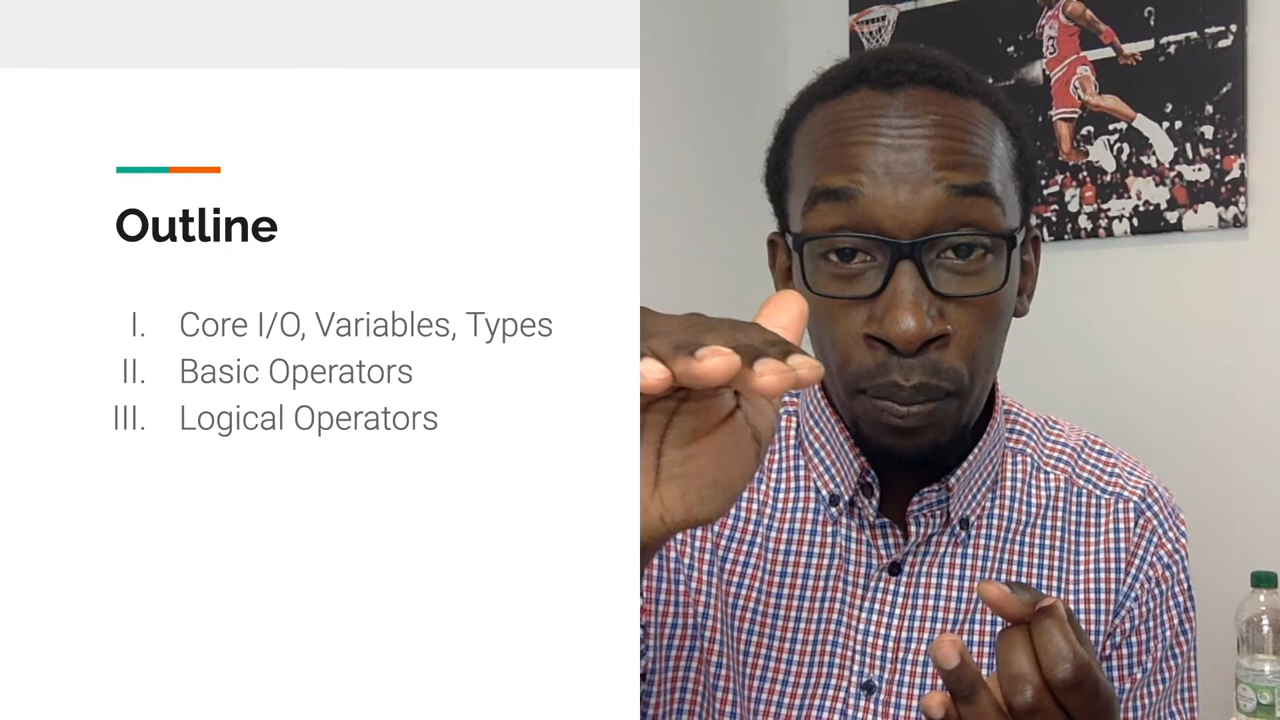 Outline
I. Core I/O, Variables, Types
II. Basic Operators
III. Logical Operators